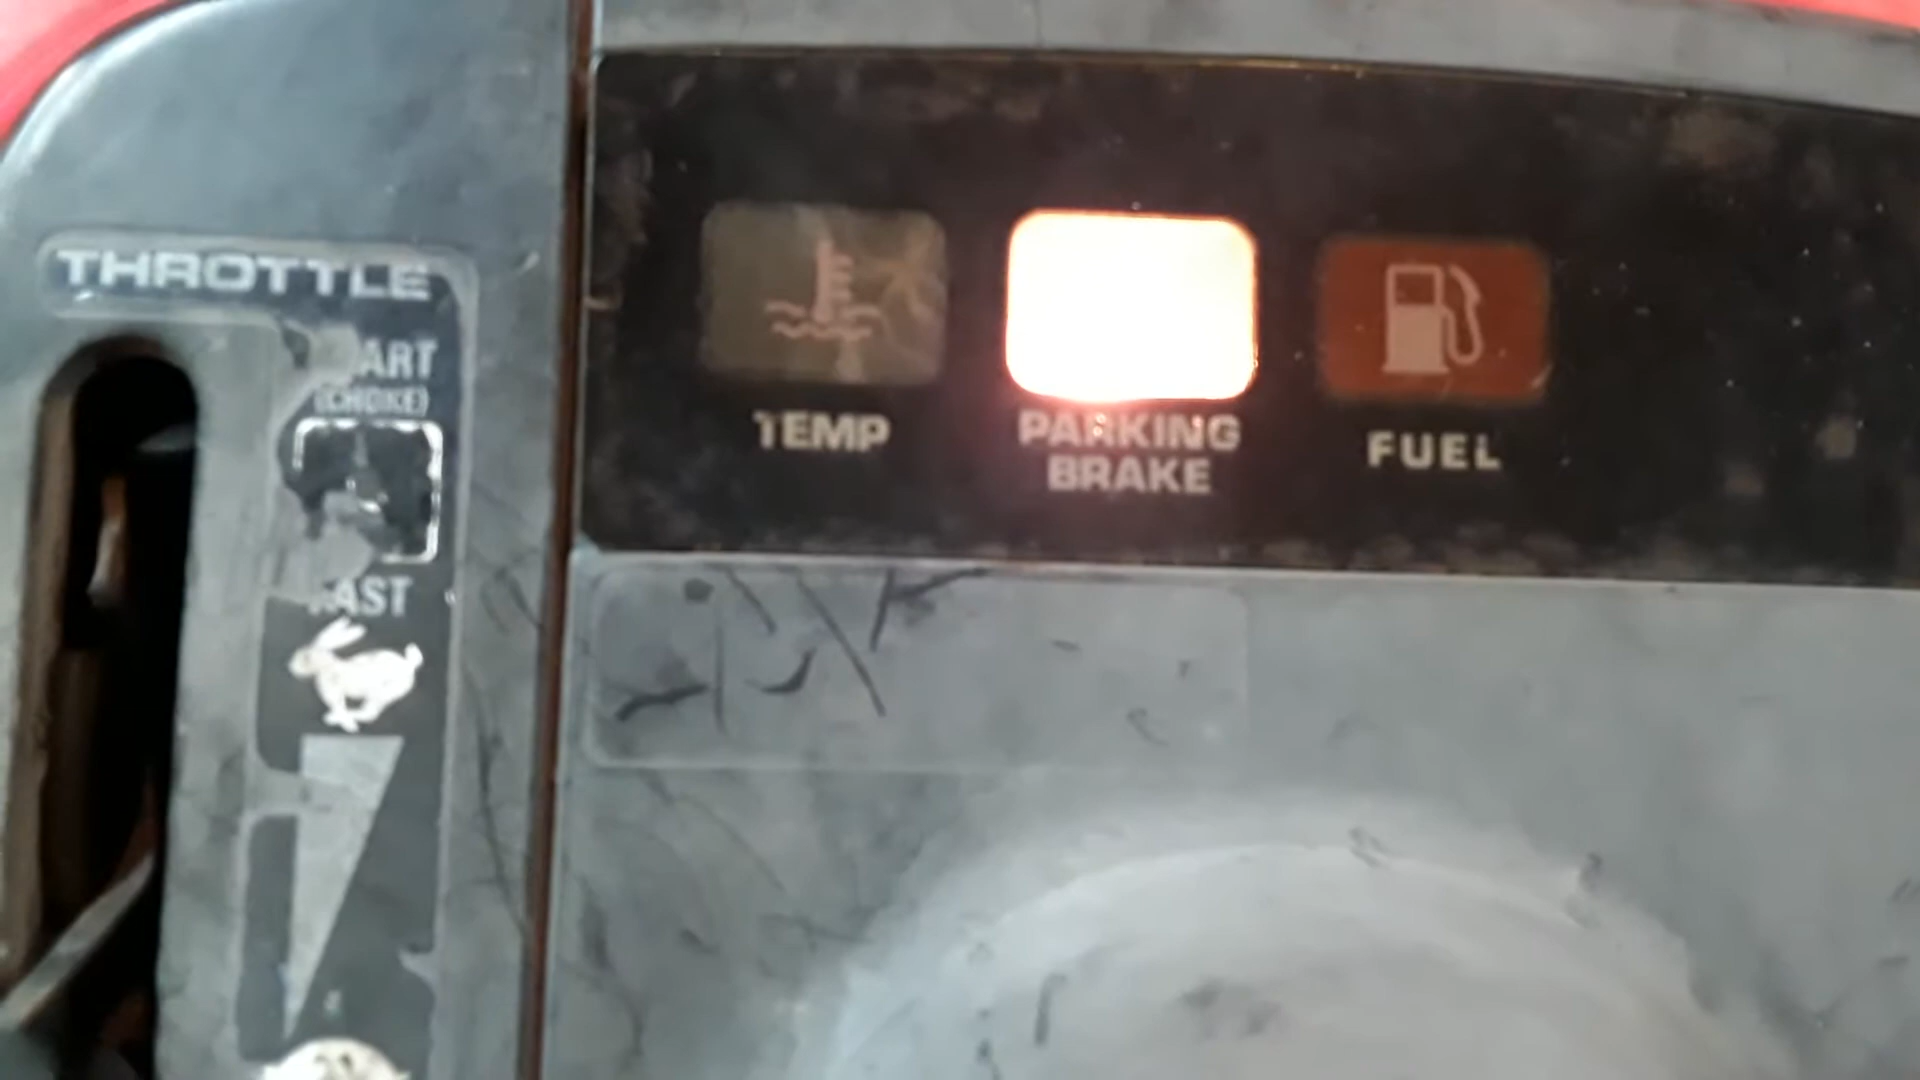 THROTTLE
(CHOKE)
TEMP
PARKING
BRAKE
FUEL